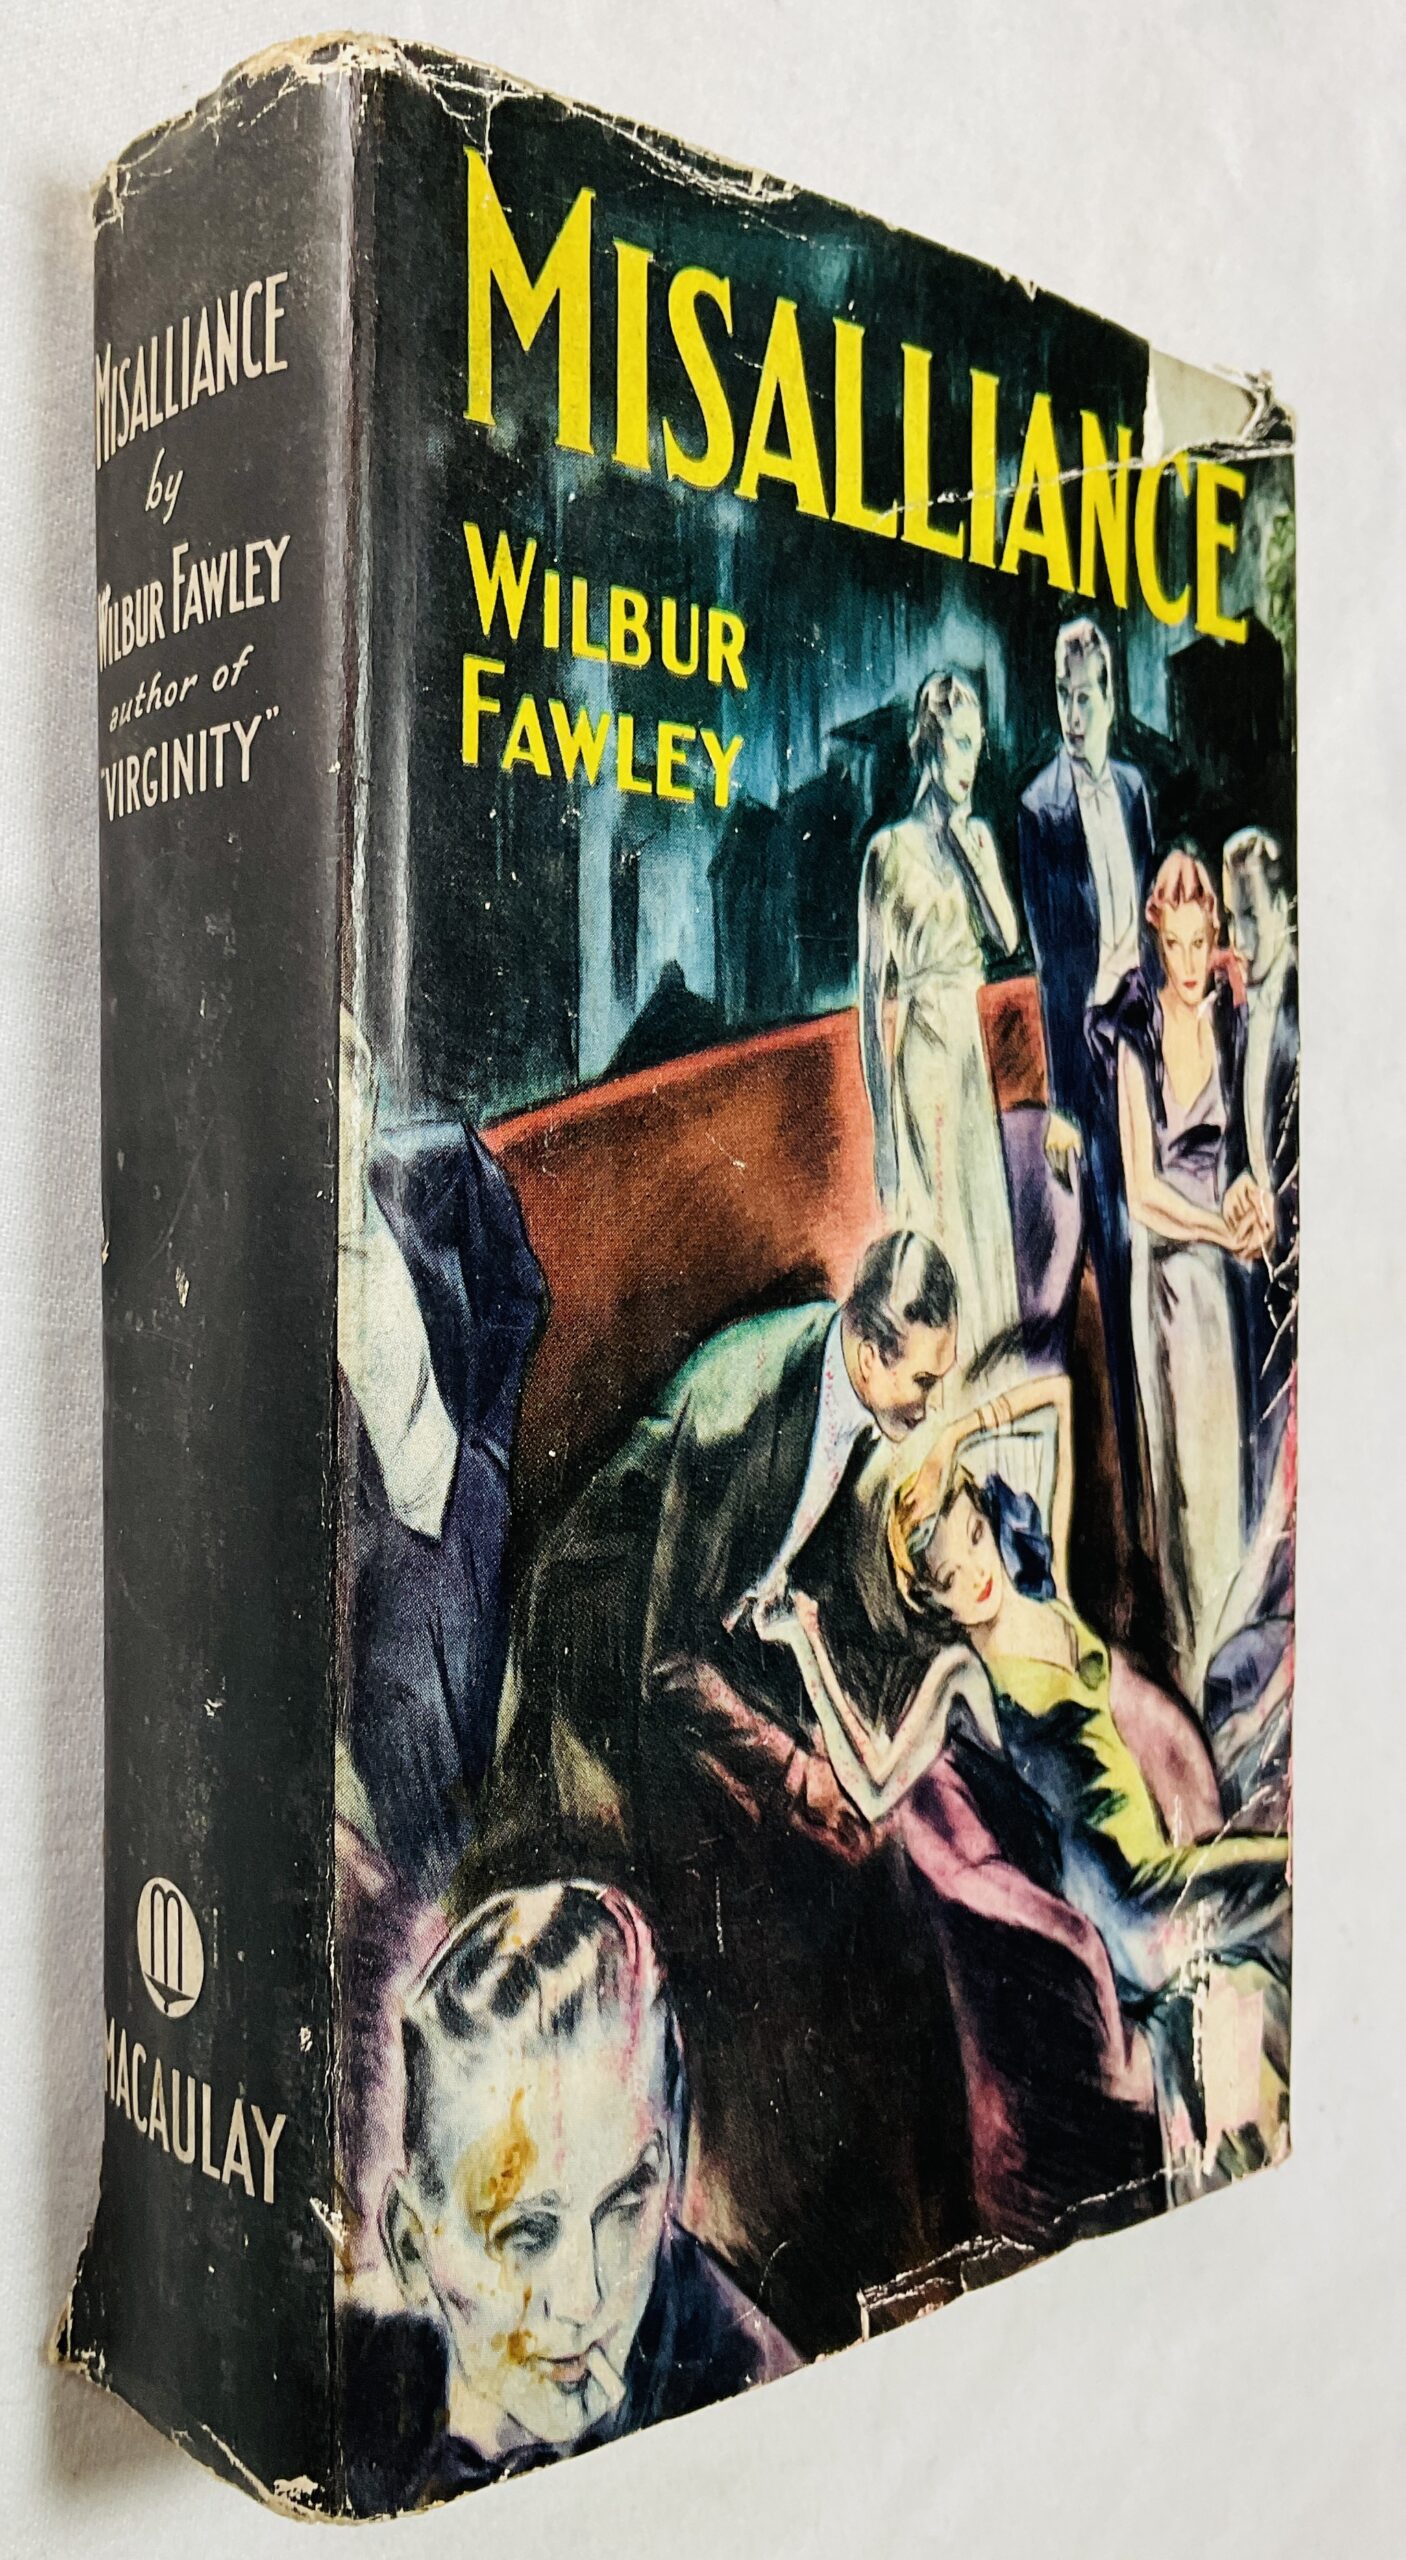 MISALLIANCE
by
WILBUR FAWLEY
author of
"VIRGINITY"
m
MACAULAY
MISALLIANCE
WILBUR
FAWLEY